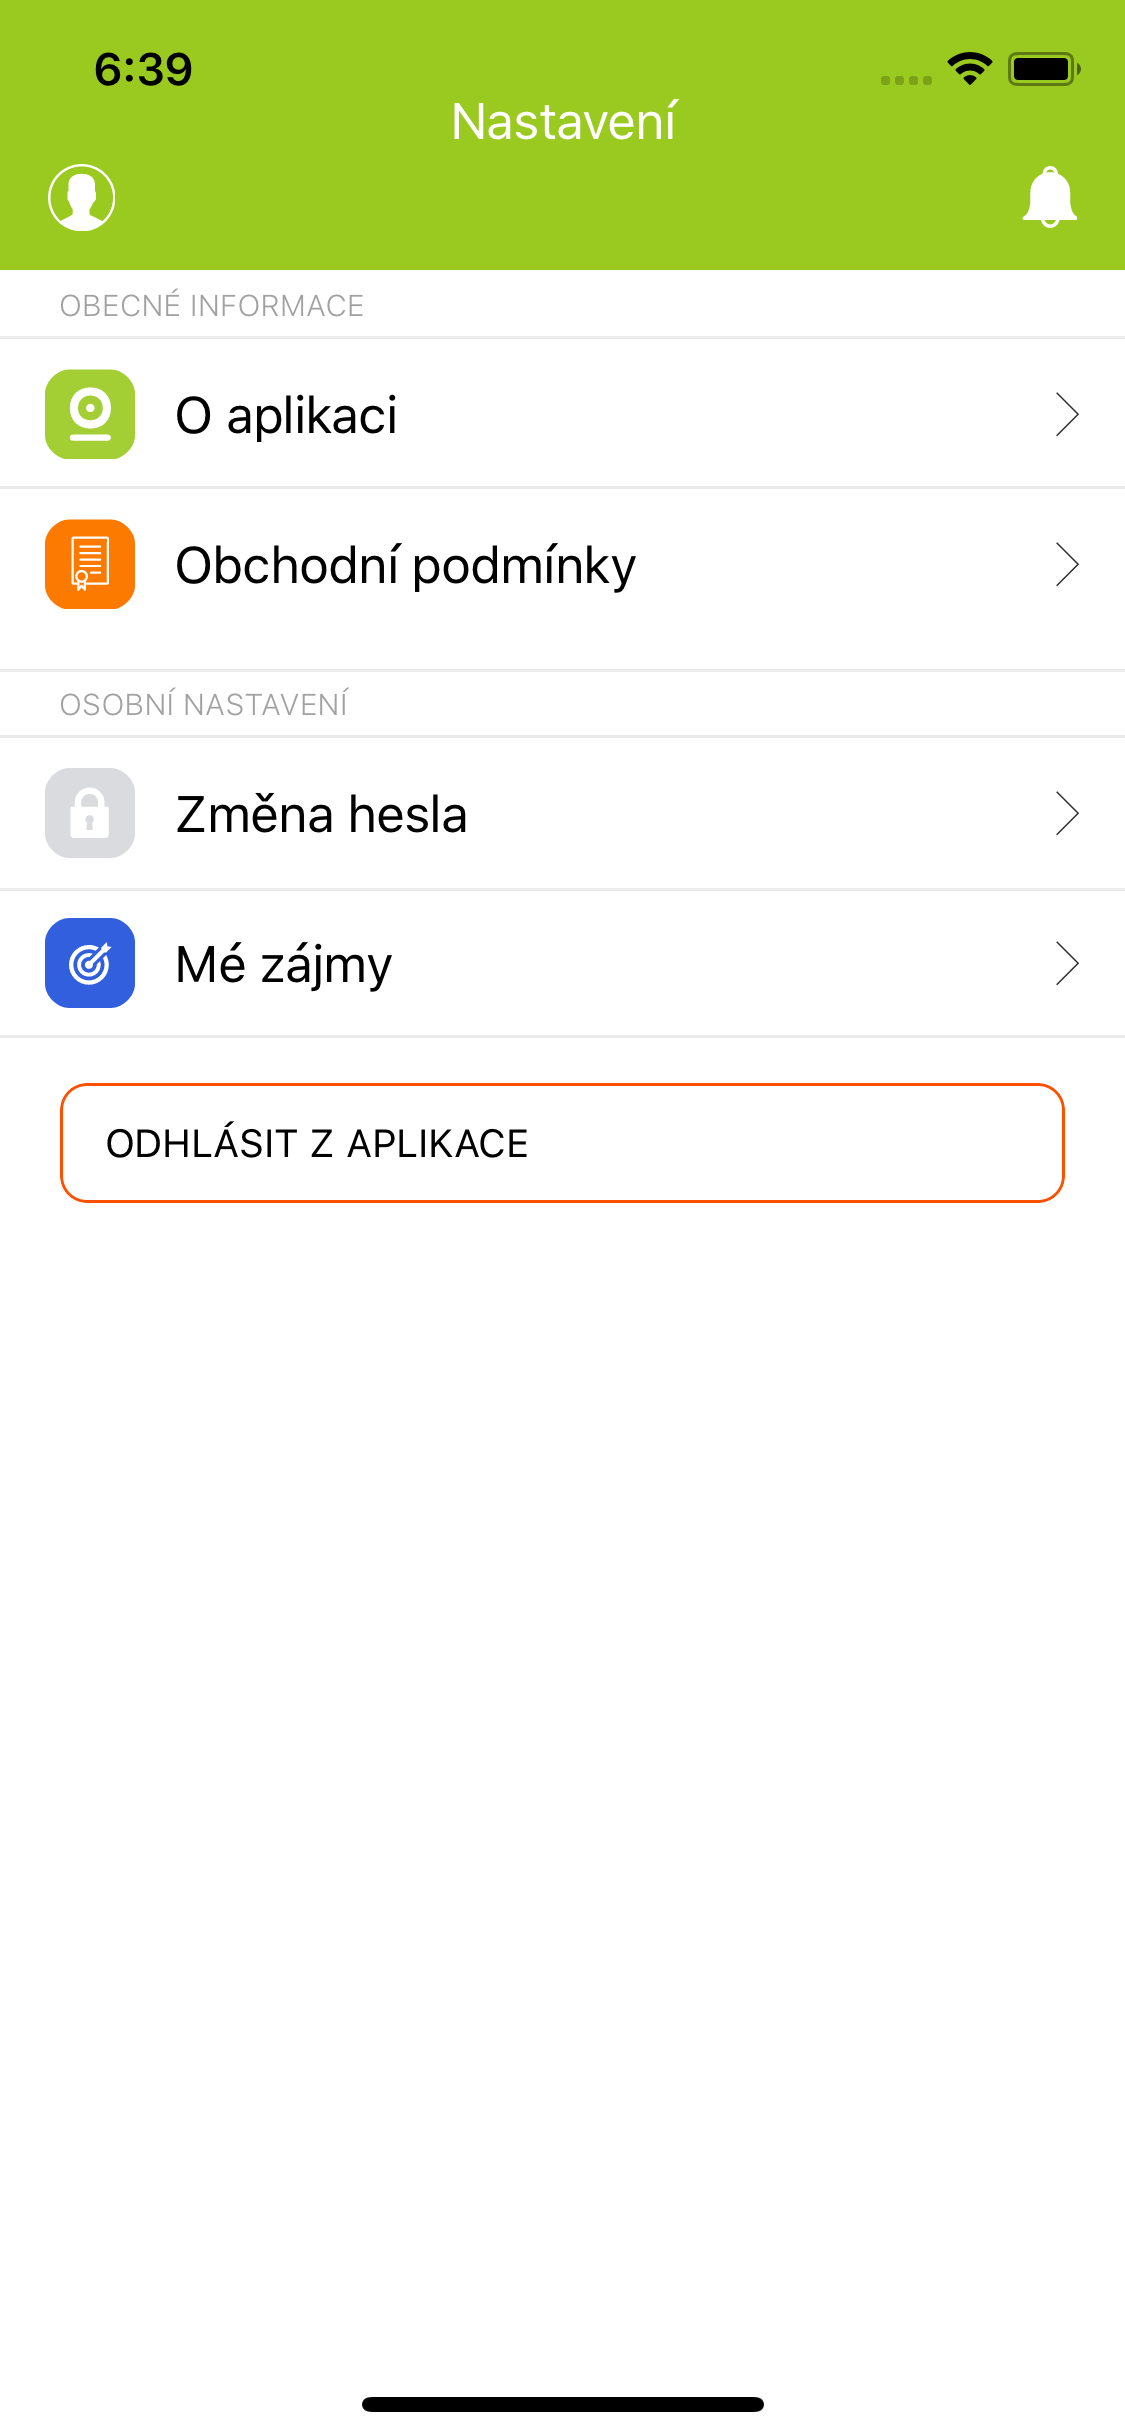 6:39
Nastavení
OBECNÉ INFORMACE
O aplikaci
Obchodní podmínky
OSOBNÍ NASTAVENÍ
Změna hesla
Mé zájmy
ODHLÁSIT Z APLIKACE